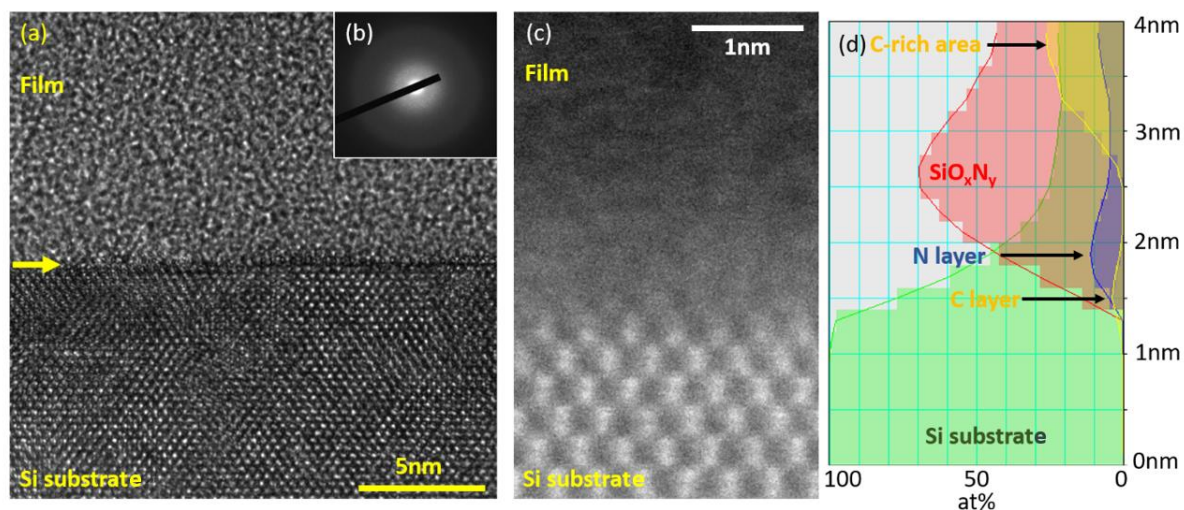 (a)
Film
Si substrate
5nm
(b)
(c)
1nm
Film
Si substrate
(d)
C-rich area
SiOxNy
N layer
C layer
Si substrate
4nm
3nm
2nm
1nm
0nm
100
50
0
at%